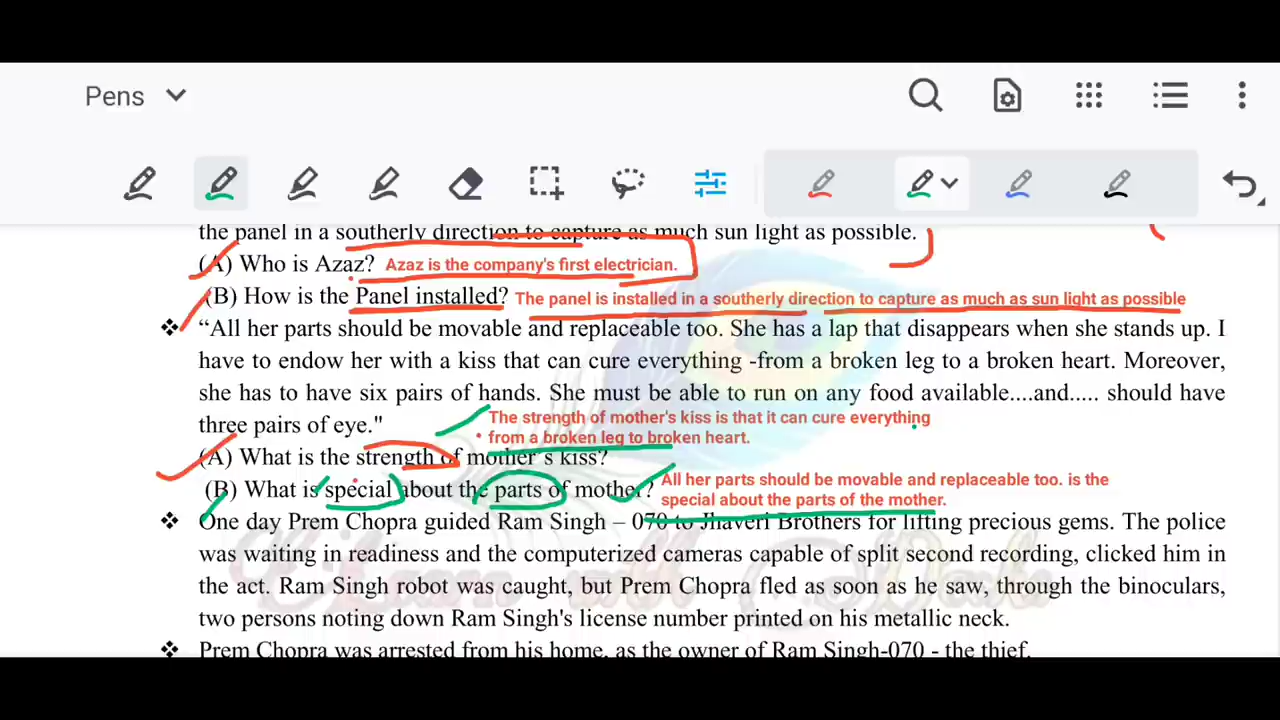 Pens
the panel in a southerly direction to capture as much sun light as possible.
(A) Who is Azaz? Azaz is the company's first electrician.
(B) How is the Panel installed? The panel is installed in a southerly direction to capture as much as sun light as possible
❖ “All her parts should be movable and replaceable too. She has a lap that disappears when she stands up. I
have to endow her with a kiss that can cure everything -from a broken leg to a broken heart. Moreover,
she has to have six pairs of hands. She must be able to run on any food available....and..... should have
three pairs of eye."
The strength of mother's kiss is that it can cure everything
from a broken leg to broken heart.
(A) What is the strength of mother's kiss?
(B) What is special about the parts of mother?
All her parts should be movable and replaceable too. is the
special about the parts of the mother.
❖ One day Prem Chopra guided Ram Singh – 070 to Jhaveri Brothers for lifting precious gems. The police
was waiting in readiness and the computerized cameras capable of split second recording, clicked him in
the act. Ram Singh robot was caught, but Prem Chopra fled as soon as he saw, through the binoculars,
two persons noting down Ram Singh's license number printed on his metallic neck.
❖ Prem Chopra was arrested from his home, as the owner of Ram Singh-070 - the thief.